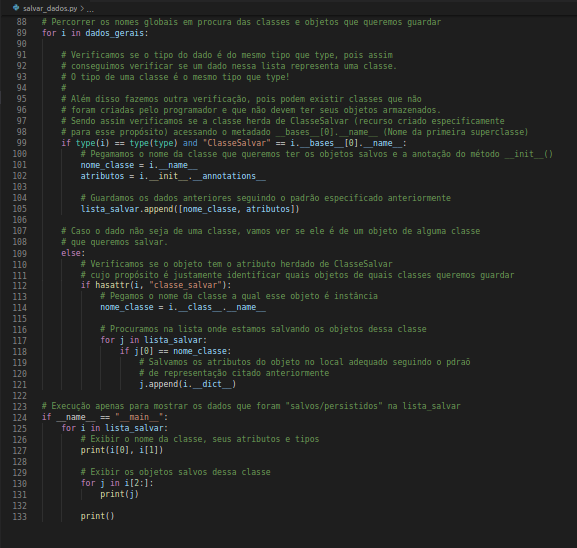 salvar_dados.py > ...
88 # Percorrer os nomes globais em procura das classes e objetos que queremos guardar
89 for i in dados_gerais:
90
91 # Verificamos se o tipo do dado é do mesmo tipo que type, pois assim
92 # conseguimos verificar se um dado nessa lista representa uma classe.
93 # O tipo de uma classe é o mesmo tipo que type!
94 #
95 # Além disso fazemos outra verificação, pois podem existir classes que não
96 # foram criadas pelo programador e que não devem ter seus objetos armazenados.
97 # Sendo assim verificamos se a classe herda de ClasseSalvar (recurso criado especificamente
98 # para esse propósito) acessando o metadado __bases__[0].__name__ (Nome da primeira superclasse)
99 if type(i) == type(type) and "ClasseSalvar" == i.__bases__[0].__name__:
100 # Pegamamos o nome da classe que queremos ter os objetos salvos e a anotação do método __init__()
101 nome_classe = i.__name__
102 atributos = i.__init__.__annotations__
103
104 # Guardamos os dados anteriores seguindo o padrão especificado anteriormente
105 lista_salvar.append([nome_classe, atributos])
106
107 # Caso o dado não seja de uma classe, vamos ver se ele é de um objeto de alguma classe
108 # que queremos salvar.
109 else:
110 # Verificamos se o objeto tem o atributo herdado de ClasseSalvar
111 # cujo propósito é justamente identificar quais objetos de quais classes queremos guardar
112 if hasattr(i, "classe_salvar"):
113 # Pegamos o nome da classe a qual esse objeto é instância
114 nome_classe = i.__class__.__name__
115
116 # Procuramos na lista onde estamos salvando os objetos dessa classe
117 for j in lista_salvar:
118 if j[0] == nome_classe:
119 # Salvamos os atributos do objeto no local adequado seguindo o pdraõ
120 # de representação citado anteriormente
121 j.append(i.__dict__)
122
123 # Execução apenas para mostrar os dados que foram "salvos/persistidos" na lista_salvar
124 if __name__ == "__main__":
125 for i in lista_salvar:
126 # Exibir o nome da classe, seus atributos e tipos
127 print(i[0], i[1])
128
129 # Exibir os objetos salvos dessa classe
130 for j in i[2:]:
131 print(j)
132
133 print()